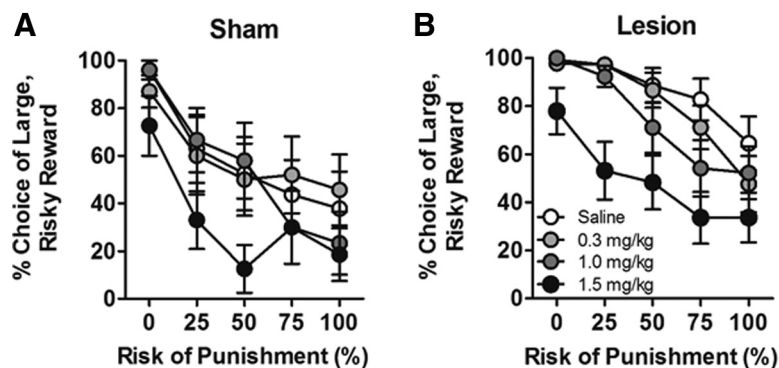 A
Sham
% Choice of Large,
Risky Reward
100
80
60
40
20
0
0 25 50 75 100
Risk of Punishment (%)
B
Lesion
% Choice of Large,
Risky Reward
100
80
60
40
20
0
Saline
0.3 mg/kg
1.0 mg/kg
1.5 mg/kg
0 25 50 75 100
Risk of Punishment (%)